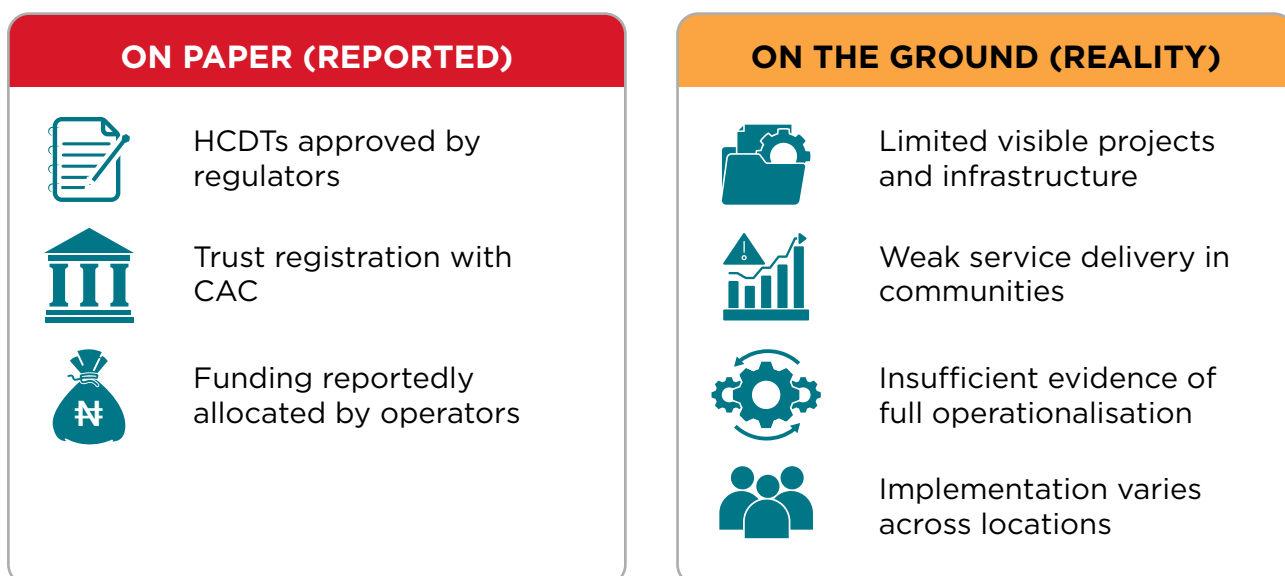 ON PAPER (REPORTED)
HCDTs approved by
regulators
Trust registration with
CAC
₦
Funding reportedly
allocated by operators
ON THE GROUND (REALITY)
Limited visible projects
and infrastructure
!
Weak service delivery in
communities
Insufficient evidence of
full operationalisation
Implementation varies
across locations